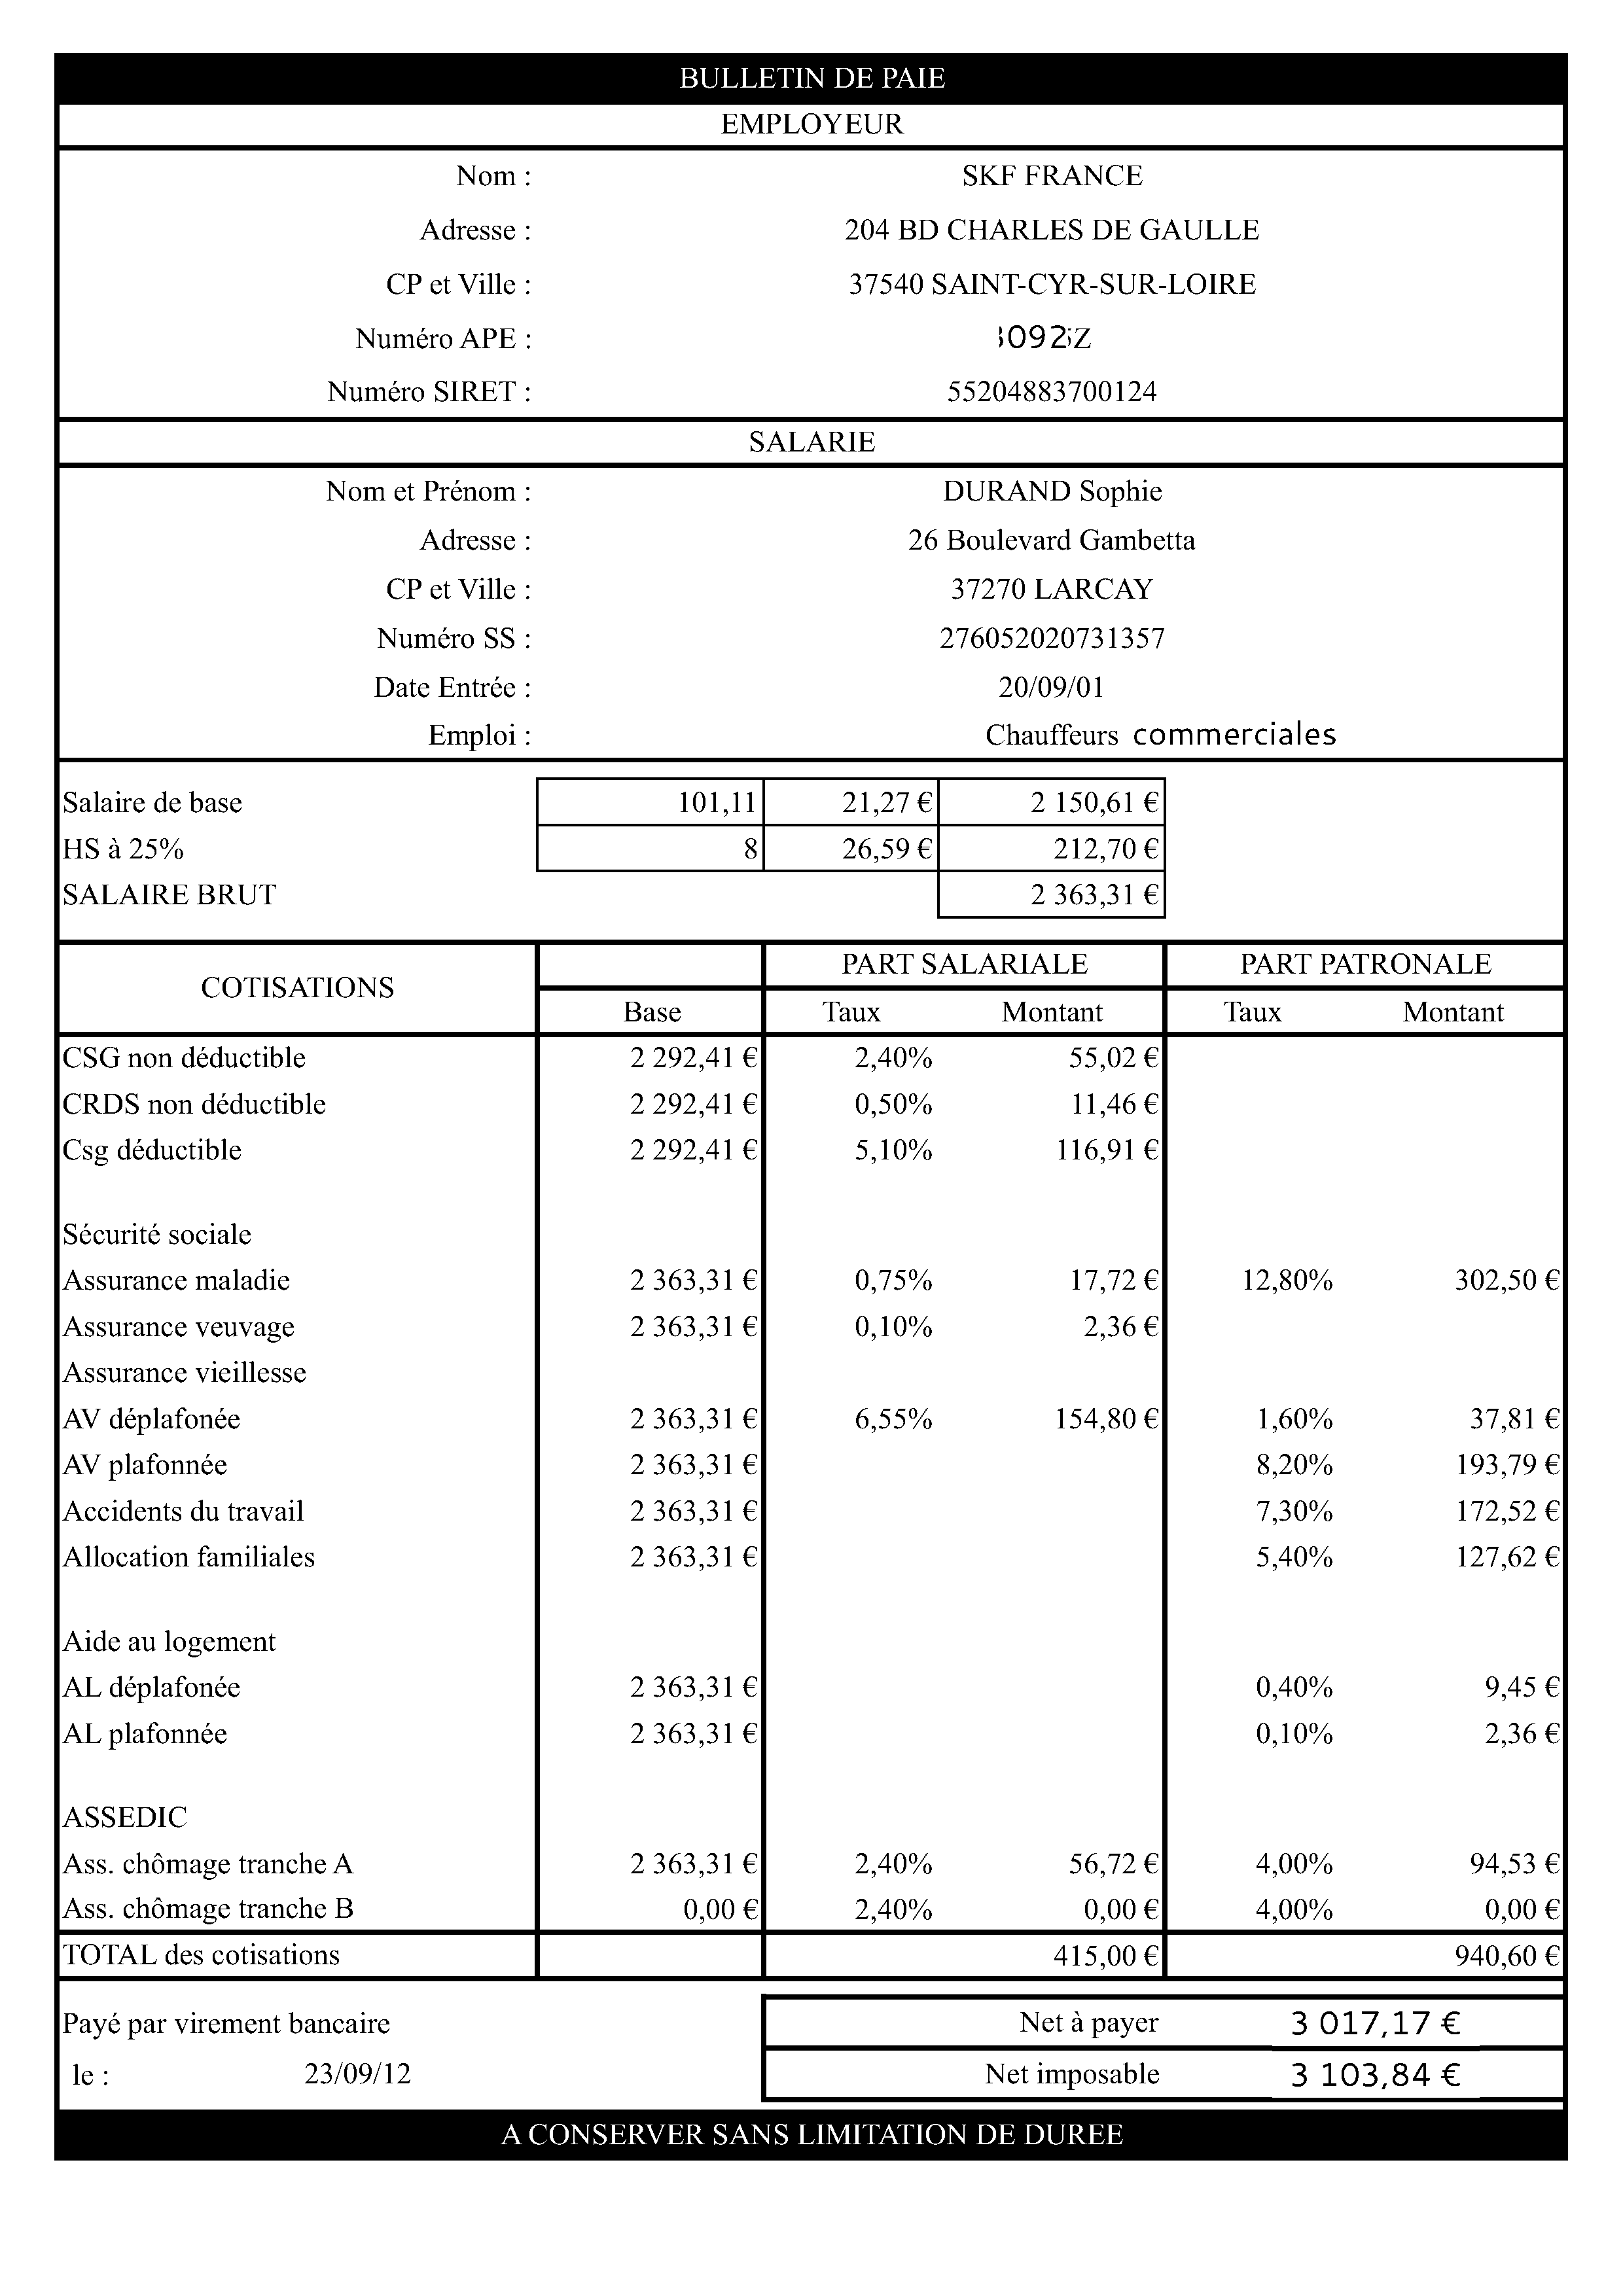 BULLETIN DE PAIE
EMPLOYEUR
Nom : SKF FRANCE
Adresse : 204 BD CHARLES DE GAULLE
CP et Ville : 37540 SAINT-CYR-SUR-LOIRE
Numéro APE :
Numéro SIRET : 55204883700124
SALARIE
Nom et Prénom : DURAND Sophie
Adresse : 26 Boulevard Gambetta
CP et Ville : 37270 LARCAY
Numéro SS : 276052020731357
Date Entrée : 20/09/01
Emploi : Chauffeurs commerciales
Salaire de base 101,11 21,27 € 2 150,61 €
HS à 25% 8 26,59 € 212,70 €
SALAIRE BRUT 2 363,31 €
COTISATIONS PART SALARIALE PART PATRONALE
Base Taux Montant Taux Montant
CSG non déductible 2 292,41 € 2,40% 55,02 €
CRDS non déductible 2 292,41 € 0,50% 11,46 €
Csg déductible 2 292,41 € 5,10% 116,91 €
Sécurité sociale
Assurance maladie 2 363,31 € 0,75% 17,72 € 12,80% 302,50 €
Assurance veuvage 2 363,31 € 0,10% 2,36 €
Assurance vieillesse
AV déplafonée 2 363,31 € 6,55% 154,80 € 1,60% 37,81 €
AV plafonnée 2 363,31 € 8,20% 193,79 €
Accidents du travail 2 363,31 € 7,30% 172,52 €
Allocation familiales 2 363,31 € 5,40% 127,62 €
Aide au logement
AL déplafonée 2 363,31 € 0,40% 9,45 €
AL plafonnée 2 363,31 € 0,10% 2,36 €
ASSEDIC
Ass. chômage tranche A 2 363,31 € 2,40% 56,72 € 4,00% 94,53 €
Ass. chômage tranche B 0,00 € 2,40% 0,00 € 4,00% 0,00 €
TOTAL des cotisations 415,00 € 940,60 €
Payé par virement bancaire Net à payer 3 017,17 €
le : 23/09/12 Net imposable 3 103,84 €
A CONSERVER SANS LIMITATION DE DUREE